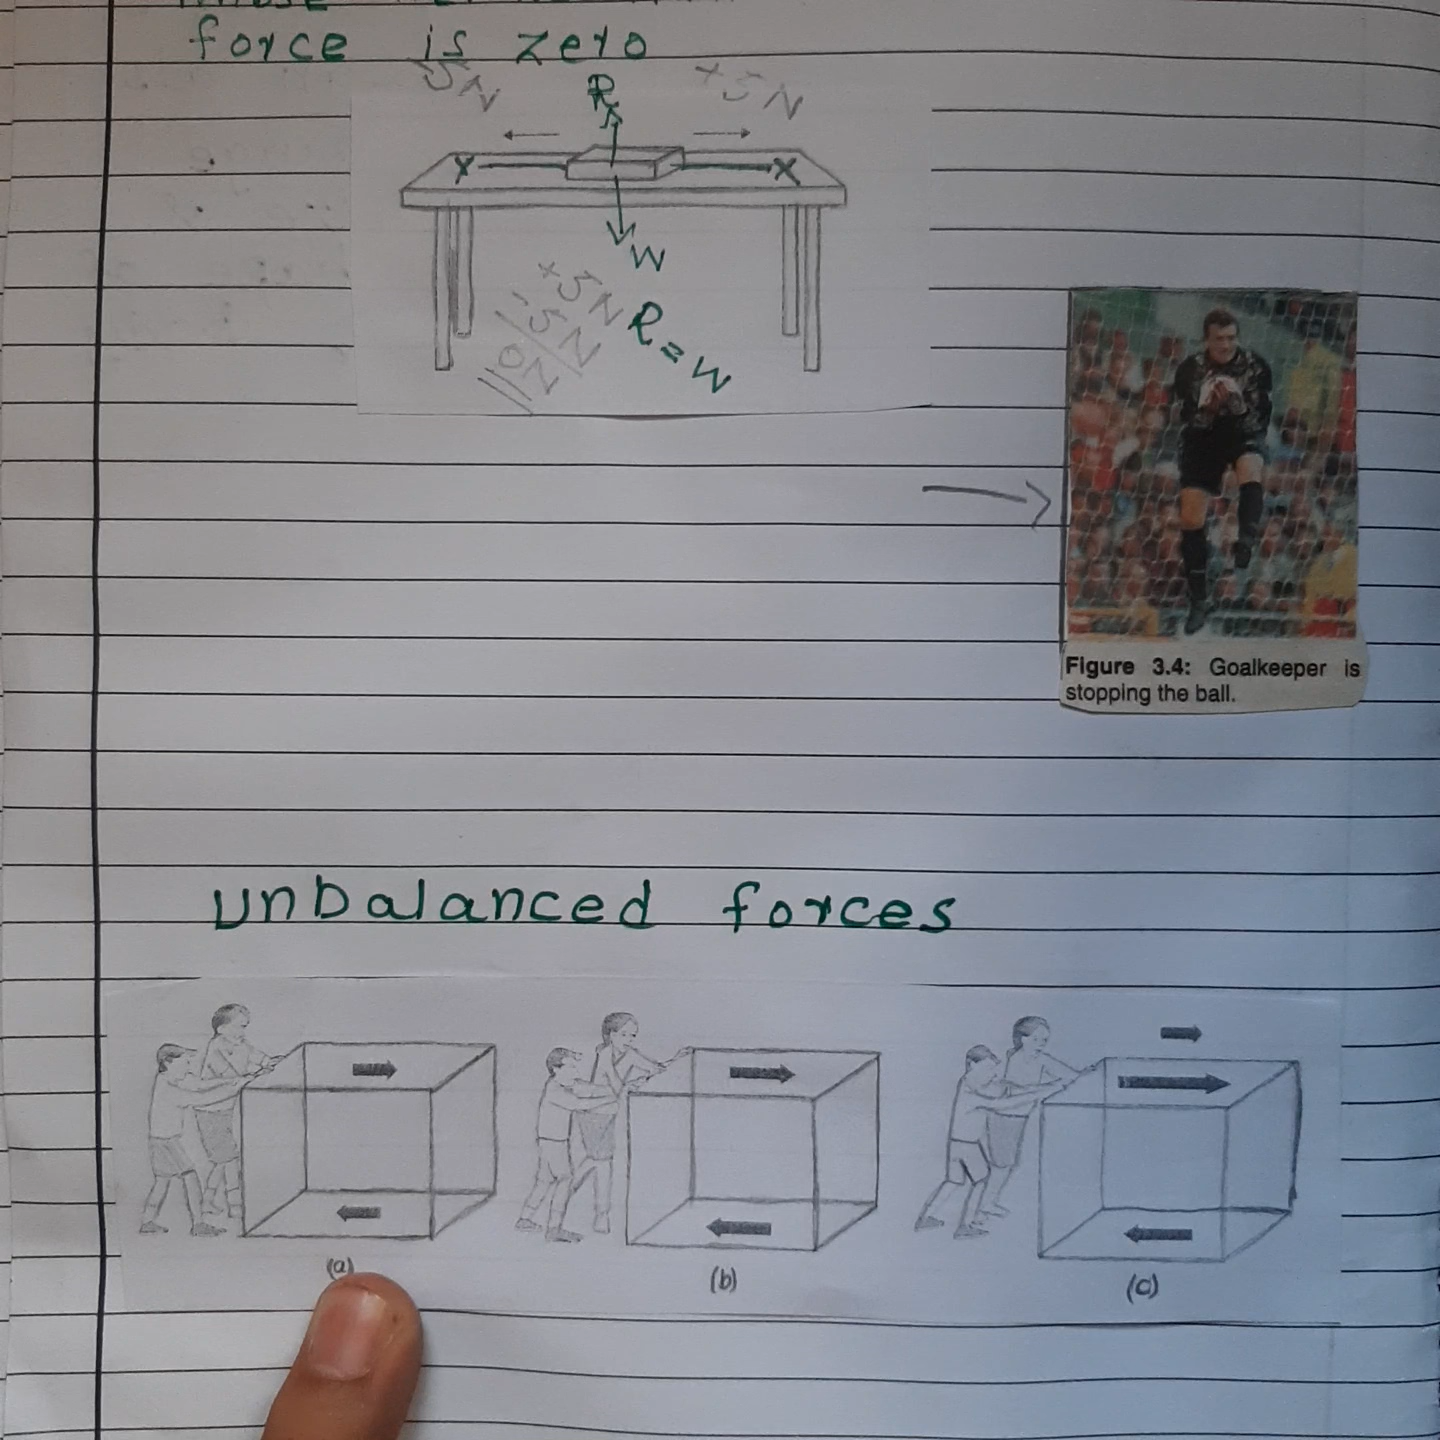 force is zero
5N
+5N
R
X
X
W
+5N
-5N
0N
R = W
Figure 3.4: Goalkeeper is
stopping the ball.
unbalanced forces
(a)
(b)
(c)